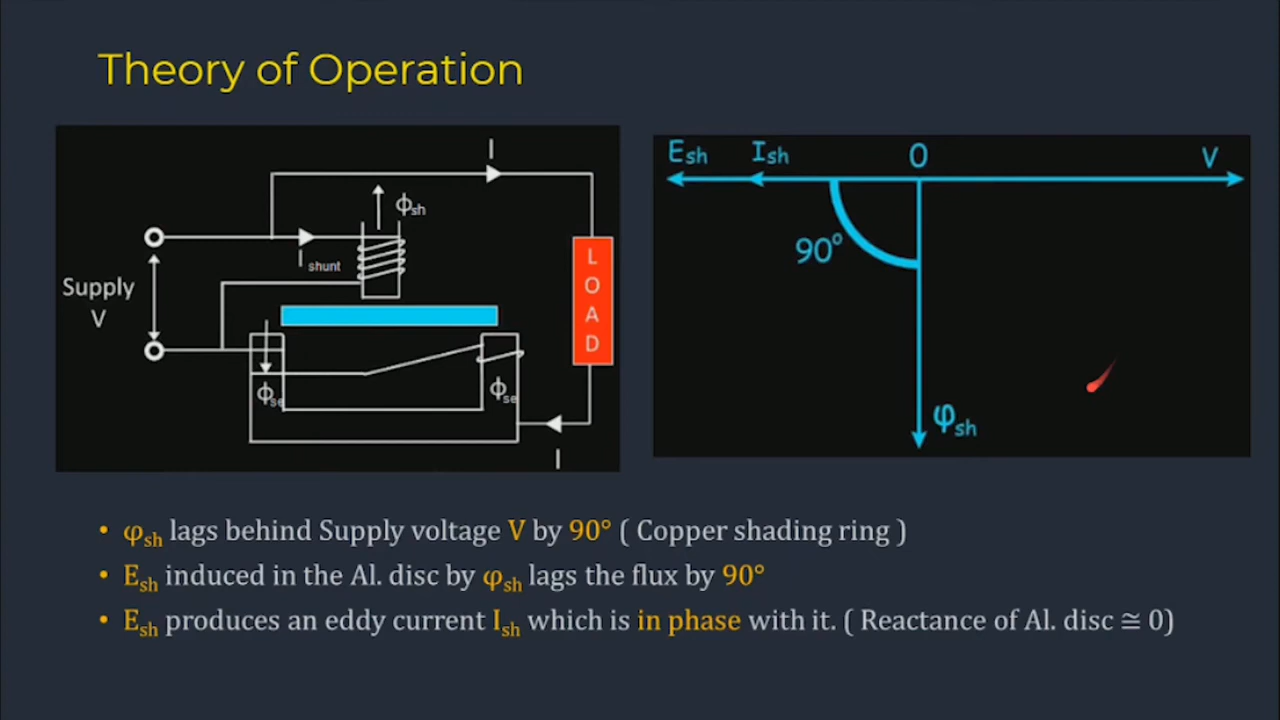 Theory of Operation
I
ϕsh
I shunt
Supply
V
L
O
A
D
ϕse
ϕse
I
Esh Ish O V
90°
φsh
• φsh lags behind Supply voltage V by 90° ( Copper shading ring )
• Esh induced in the Al. disc by φsh lags the flux by 90°
• Esh produces an eddy current Ish which is in phase with it. ( Reactance of Al. disc ≅ 0)